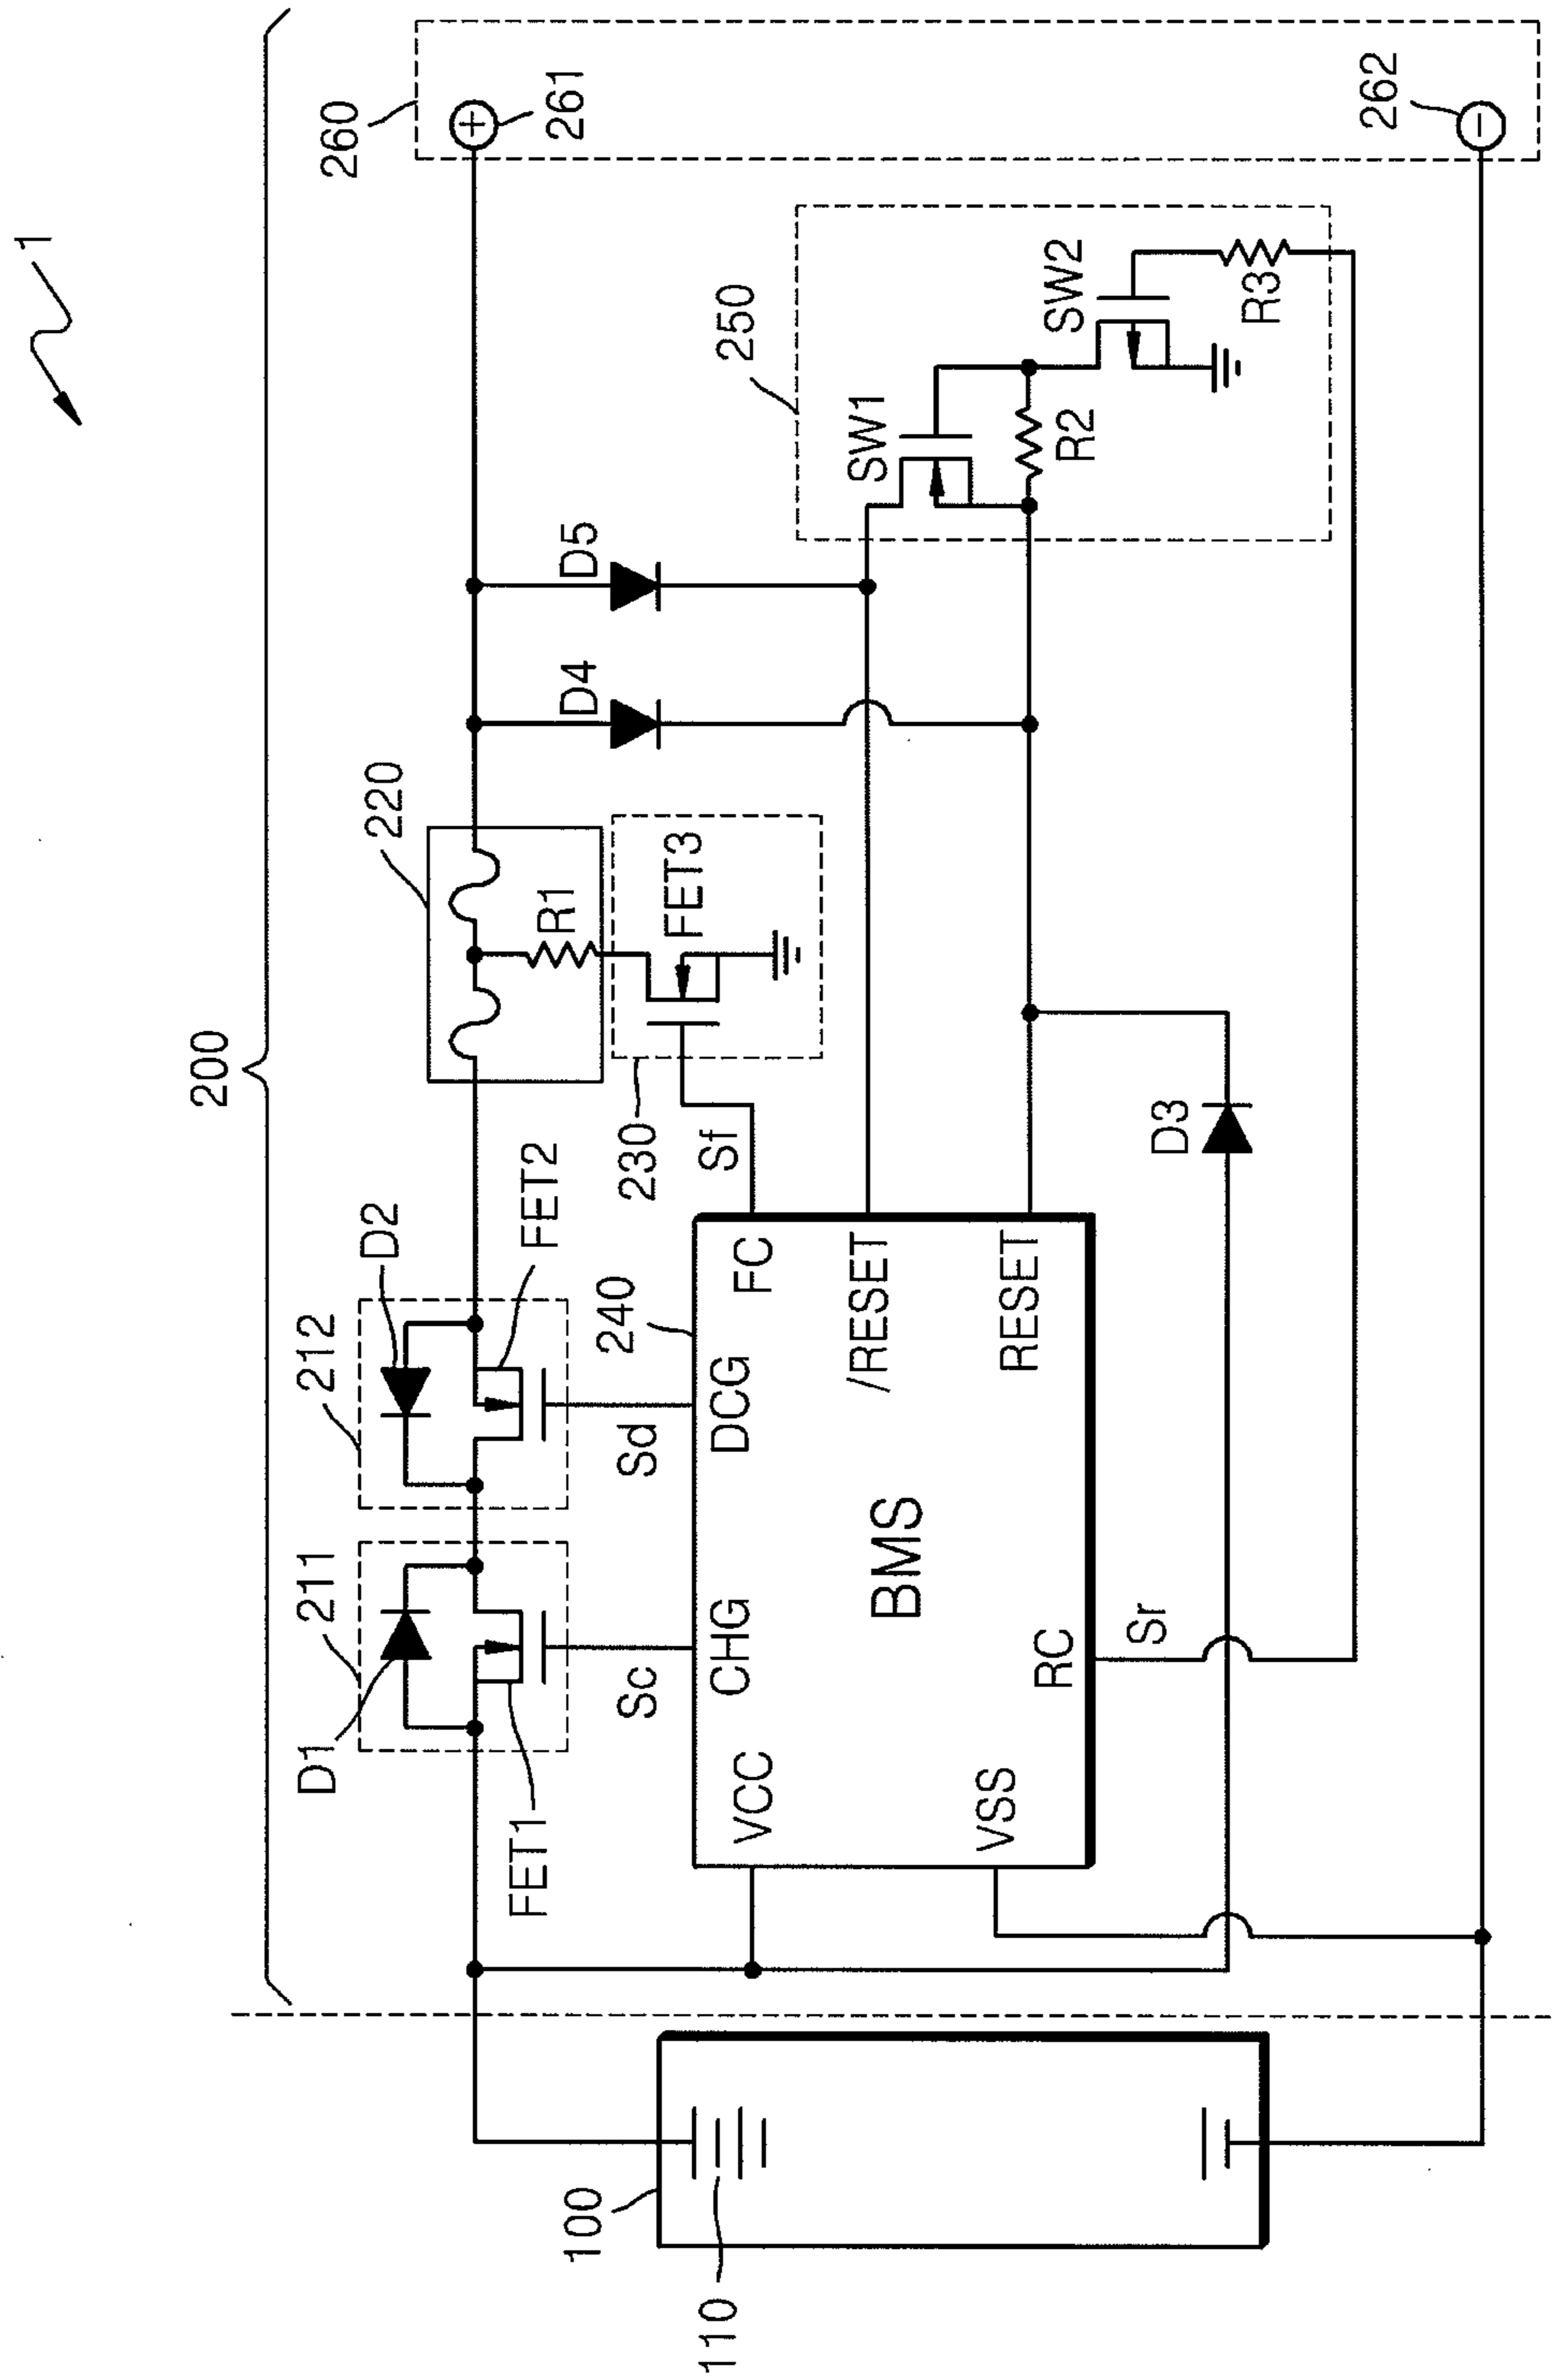 1
200
260
+
261
262
-
D5
D4
250
SW1
SW2
R2
R3
220
R1
FET3
230
Sf
212
D2
FET2
211
D1
FET1
Sd
Sc
240
FC
DCG
/RESET
RESET
CHG
BMS
VCC
VSS
RC
Sr
D3
100
110